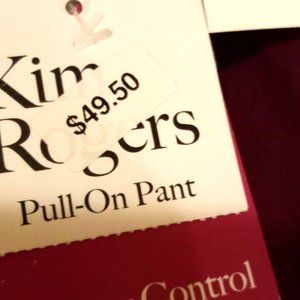 Kim
$49.50
Rogers
Pull-On Pant
Control